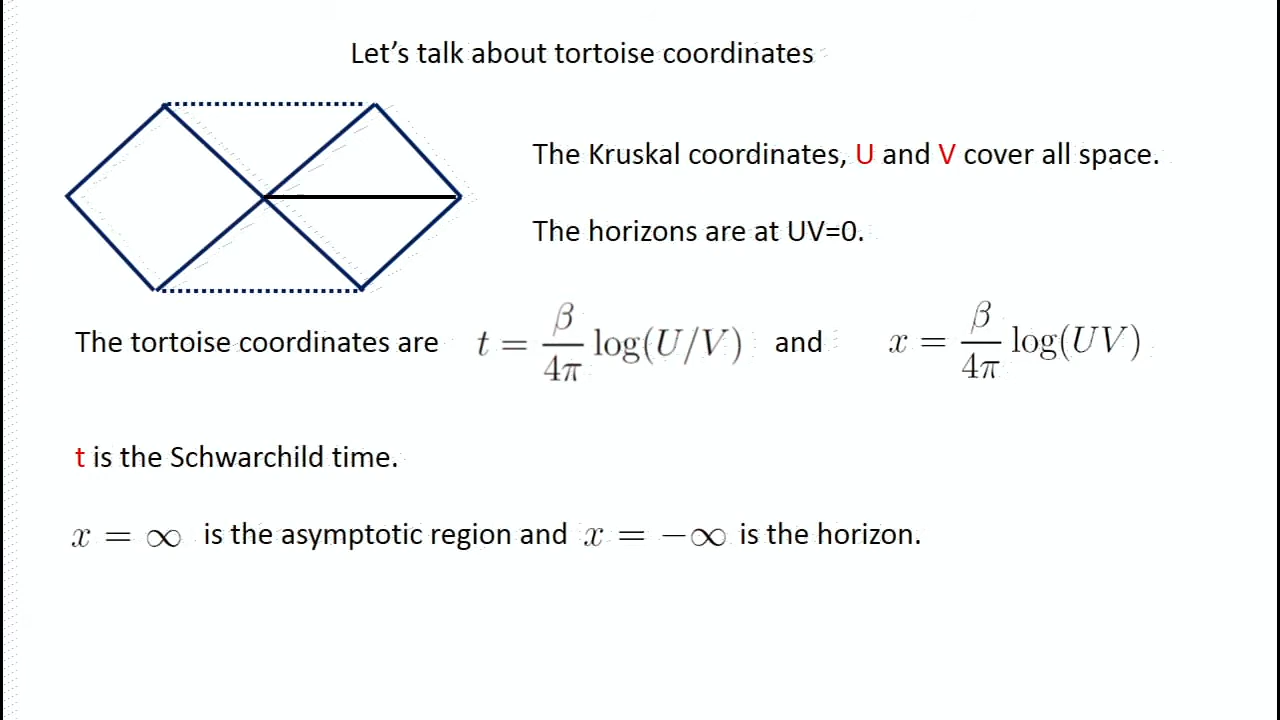 Let's talk about tortoise coordinates
The Kruskal coordinates, U and V cover all space.
The horizons are at UV=0.
The tortoise coordinates are t = β/4π log(U/V) and x = β/4π log(UV)
t is the Schwarchild time.
x = ∞ is the asymptotic region and x = −∞ is the horizon.